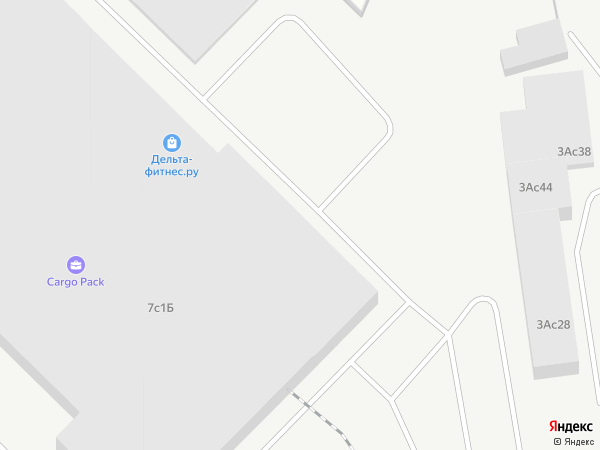 Дельта-
фитнес.ру
3Ас38
3Ас44
Cargo Pack
7с1Б
3Ас28
Яндекс
© Яндекс